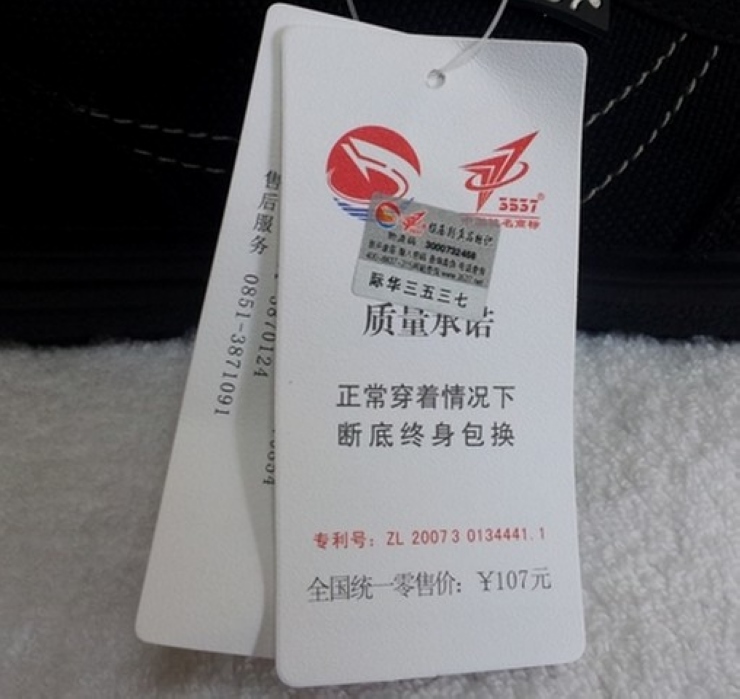 3537
际华三五三七
质量承诺
正常穿着情况下
断底终身包换
专利号：ZL 20073 0134441.1
全国统一零售价：¥107元
售后服务
0851-3871091